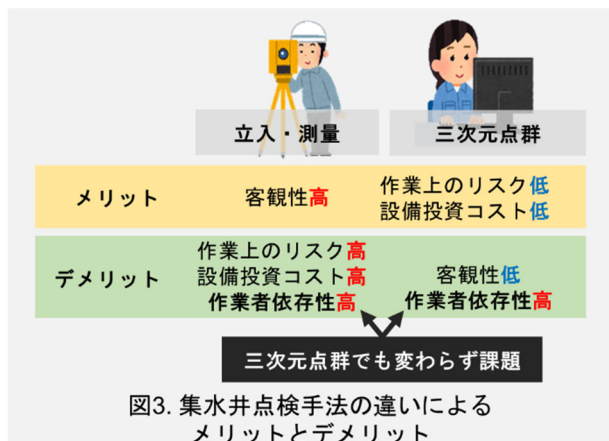 立入・測量
三次元点群
メリット
客観性高
作業上のリスク低
設備投資コスト低
デメリット
作業上のリスク高
設備投資コスト高
作業者依存性高
客観性低
作業者依存性高
三次元点群でも変わらず課題
図3. 集水井点検手法の違いによる
メリットとデメリット